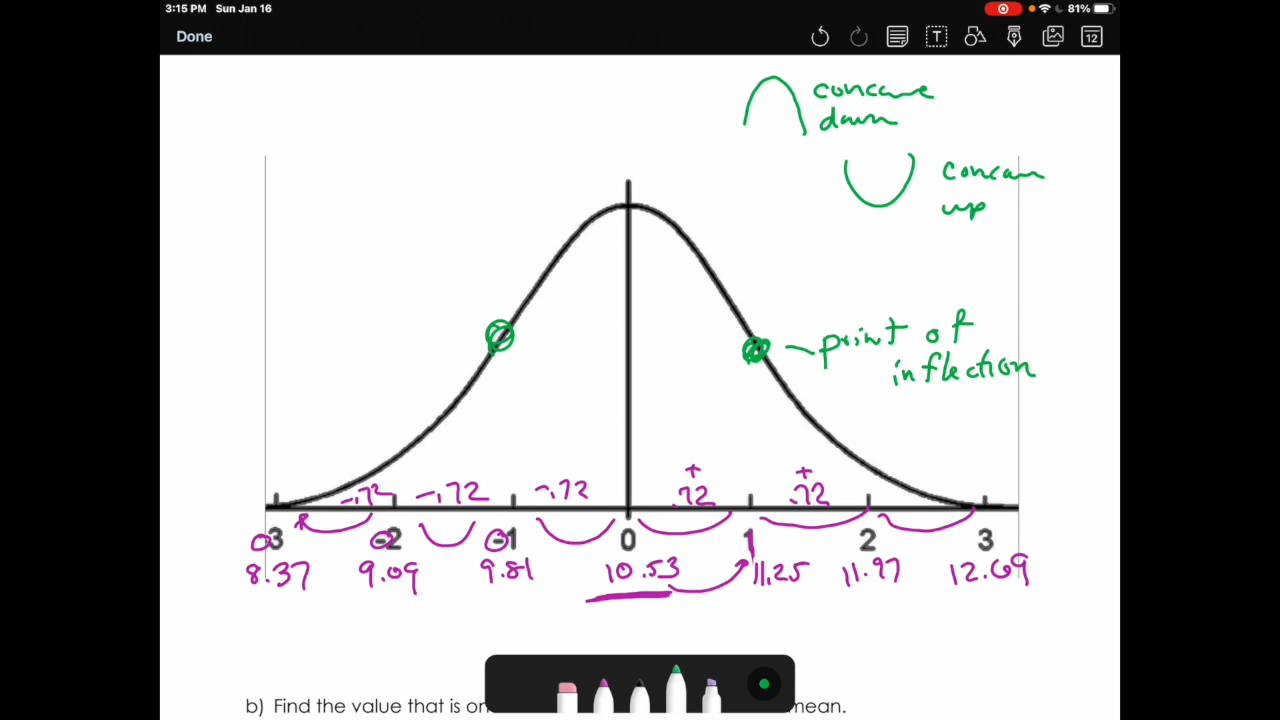 3:15 PM Sun Jan 16
81%
Done
T
12
concave
down
concave
up
point of
inflection
-.72 -.72 -.72 + .72 + .72
-3 -2 -1 0 1 2 3
8.37 9.09 9.81 10.53 11.25 11.97 12.69
b) Find the value that is on
mean.